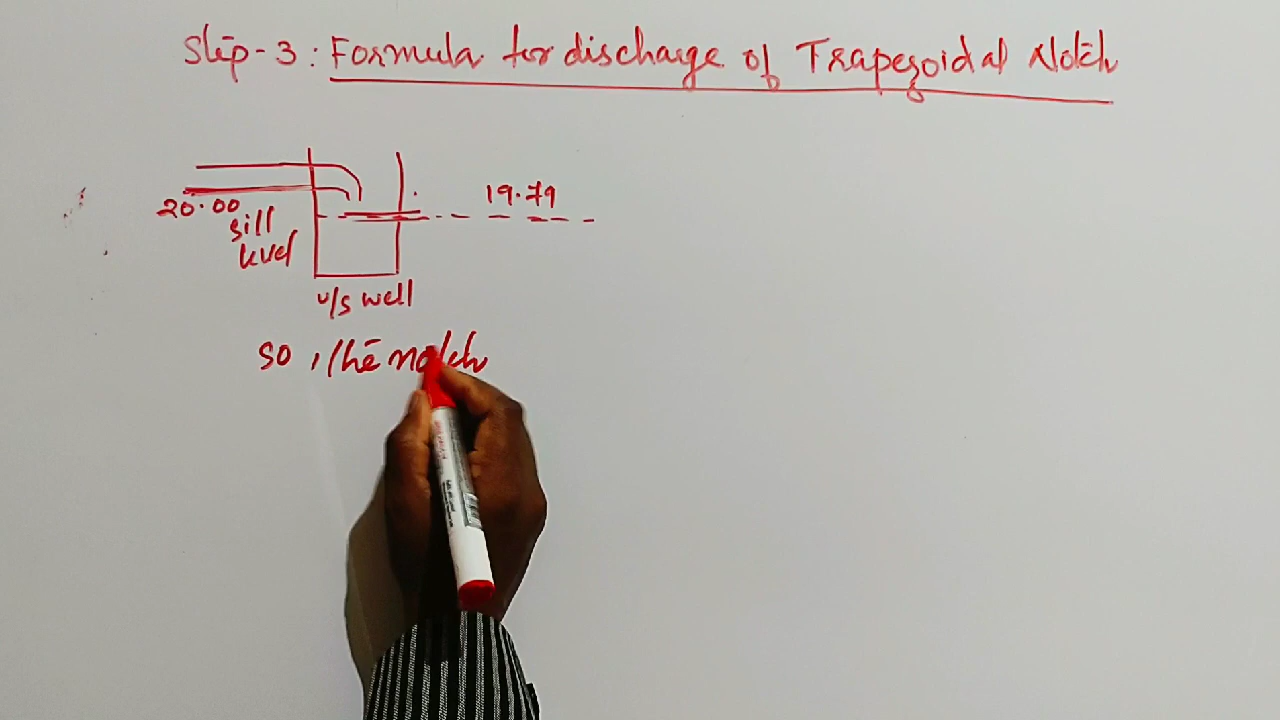 Step-3: Formula for discharge of Trapezoidal Notch
19.79
20.00
sill
level
u/s well
so, the notch